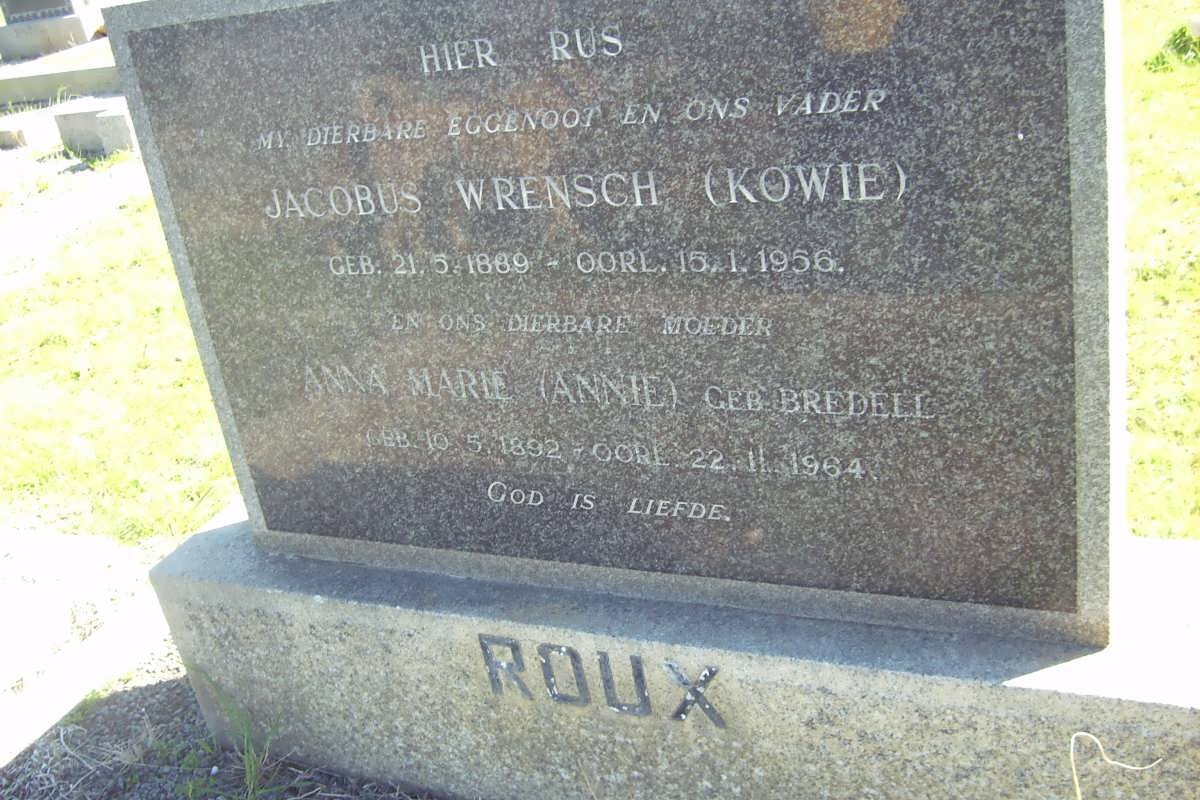 HIER RUS
MY DIERBARE EGGENOOT EN ONS VADER
JACOBUS WRENSCH (KOWIE)
GEB. 21.5.1889 - OORL. 15.1.1956.
EN ONS DIERBARE MOEDER
ANNA MARIE (ANNIE) GEB. BREDELL
GEB. 10.5.1892 - OORL. 22.11.1964.
GOD IS LIEFDE.
ROUX